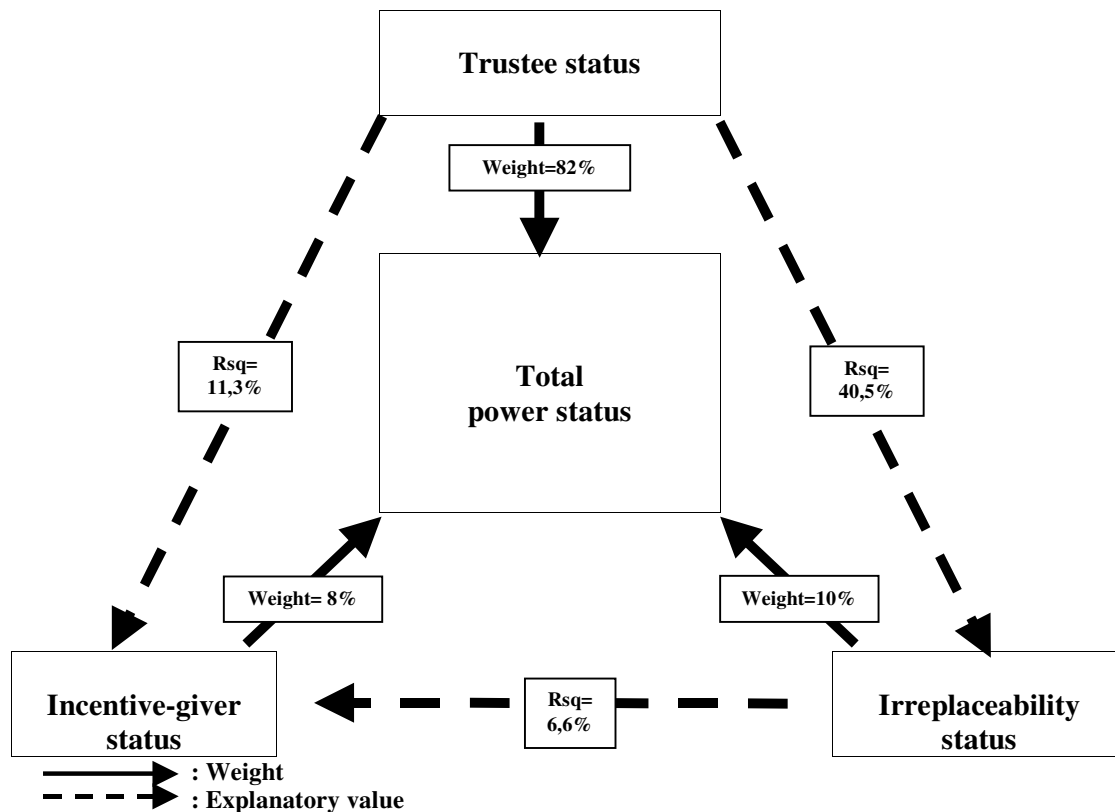 Trustee status
Weight=82%
Rsq=
11,3%
Total
power status
Rsq=
40,5%
Weight= 8%
Weight=10%
Incentive-giver
status
Rsq=
6,6%
Irreplaceability
status
: Weight
: Explanatory value